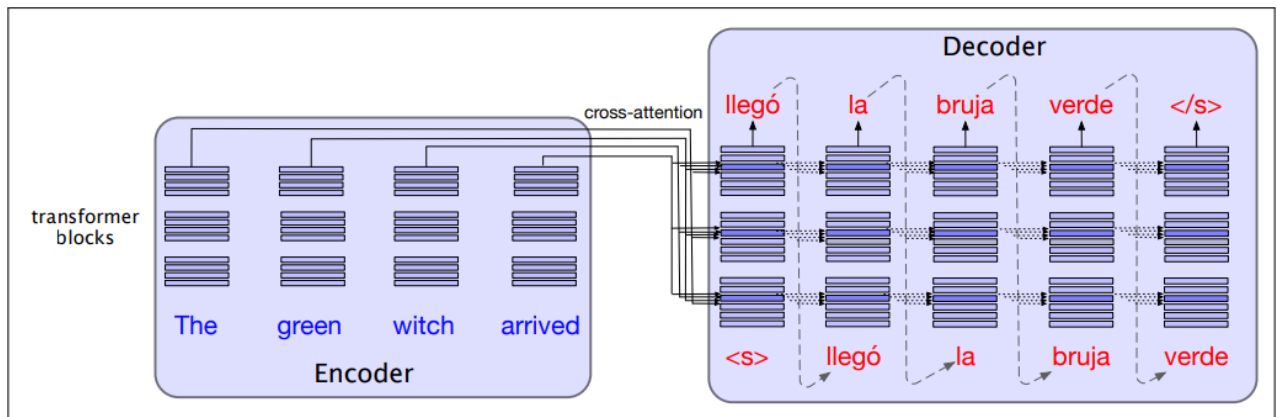 Decoder
cross-attention
llegó la bruja verde </s>
transformer
blocks
The green witch arrived
<s> llegó la bruja verde
Encoder